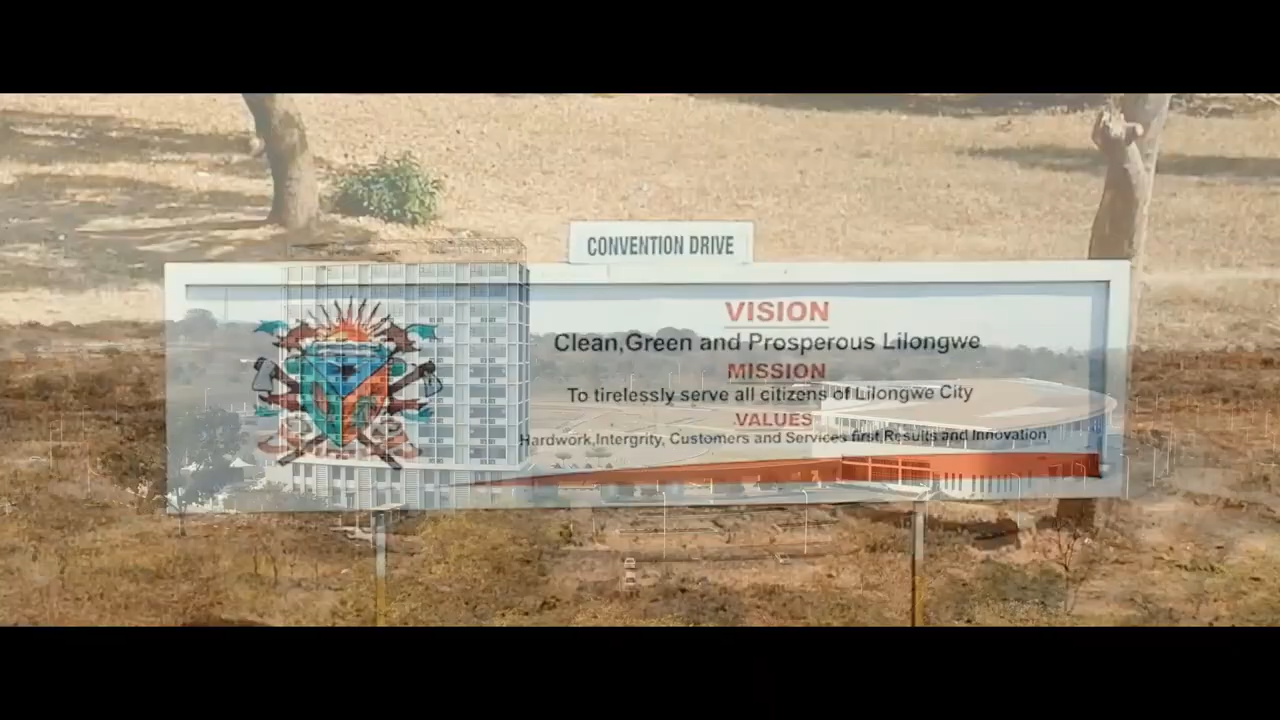 CONVENTION DRIVE
VISION
Clean,Green and Prosperous Lilongwe
MISSION
To tirelessly serve all citizens of Lilongwe City
VALUES
Hardwork,Intergrity, Customers and Services first,Results and Innovation